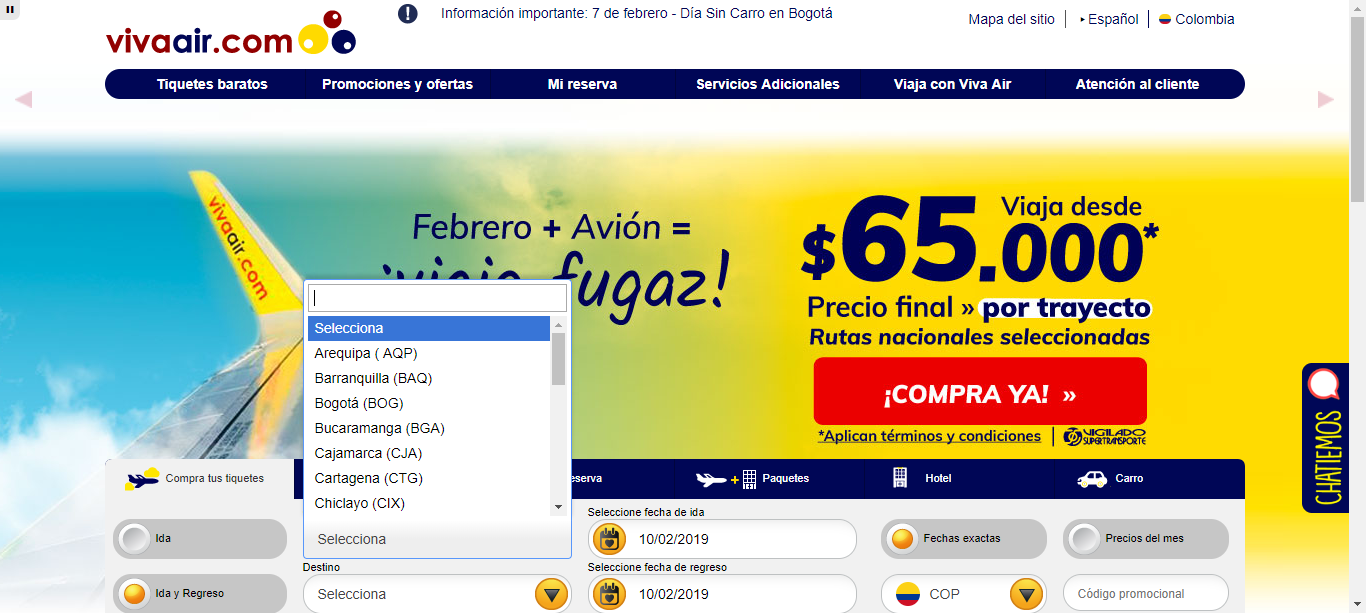 vivaair.com
Información importante: 7 de febrero - Día Sin Carro en Bogotá
Mapa del sitio
Español
Colombia
Tiquetes baratos
Promociones y ofertas
Mi reserva
Servicios Adicionales
Viaja con Viva Air
Atención al cliente
vivaair.com
Febrero + Avión =
fugaz!
Viaja desde
$65.000*
Precio final » por trayecto
Rutas nacionales seleccionadas
¡COMPRA YA! »
*Aplican términos y condiciones
VIGILADO
SUPERTRANSPORTE
CHATIEMOS
Selecciona
Arequipa ( AQP)
Barranquilla (BAQ)
Bogotá (BOG)
Bucaramanga (BGA)
Cajamarca (CJA)
Cartagena (CTG)
Chiclayo (CIX)
Selecciona
Compra tus tiquetes
Paquetes
Hotel
Carro
Ida
Ida y Regreso
Destino
Selecciona
Seleccione fecha de ida
10/02/2019
Seleccione fecha de regreso
10/02/2019
Fechas exactas
Precios del mes
COP
Código promocional